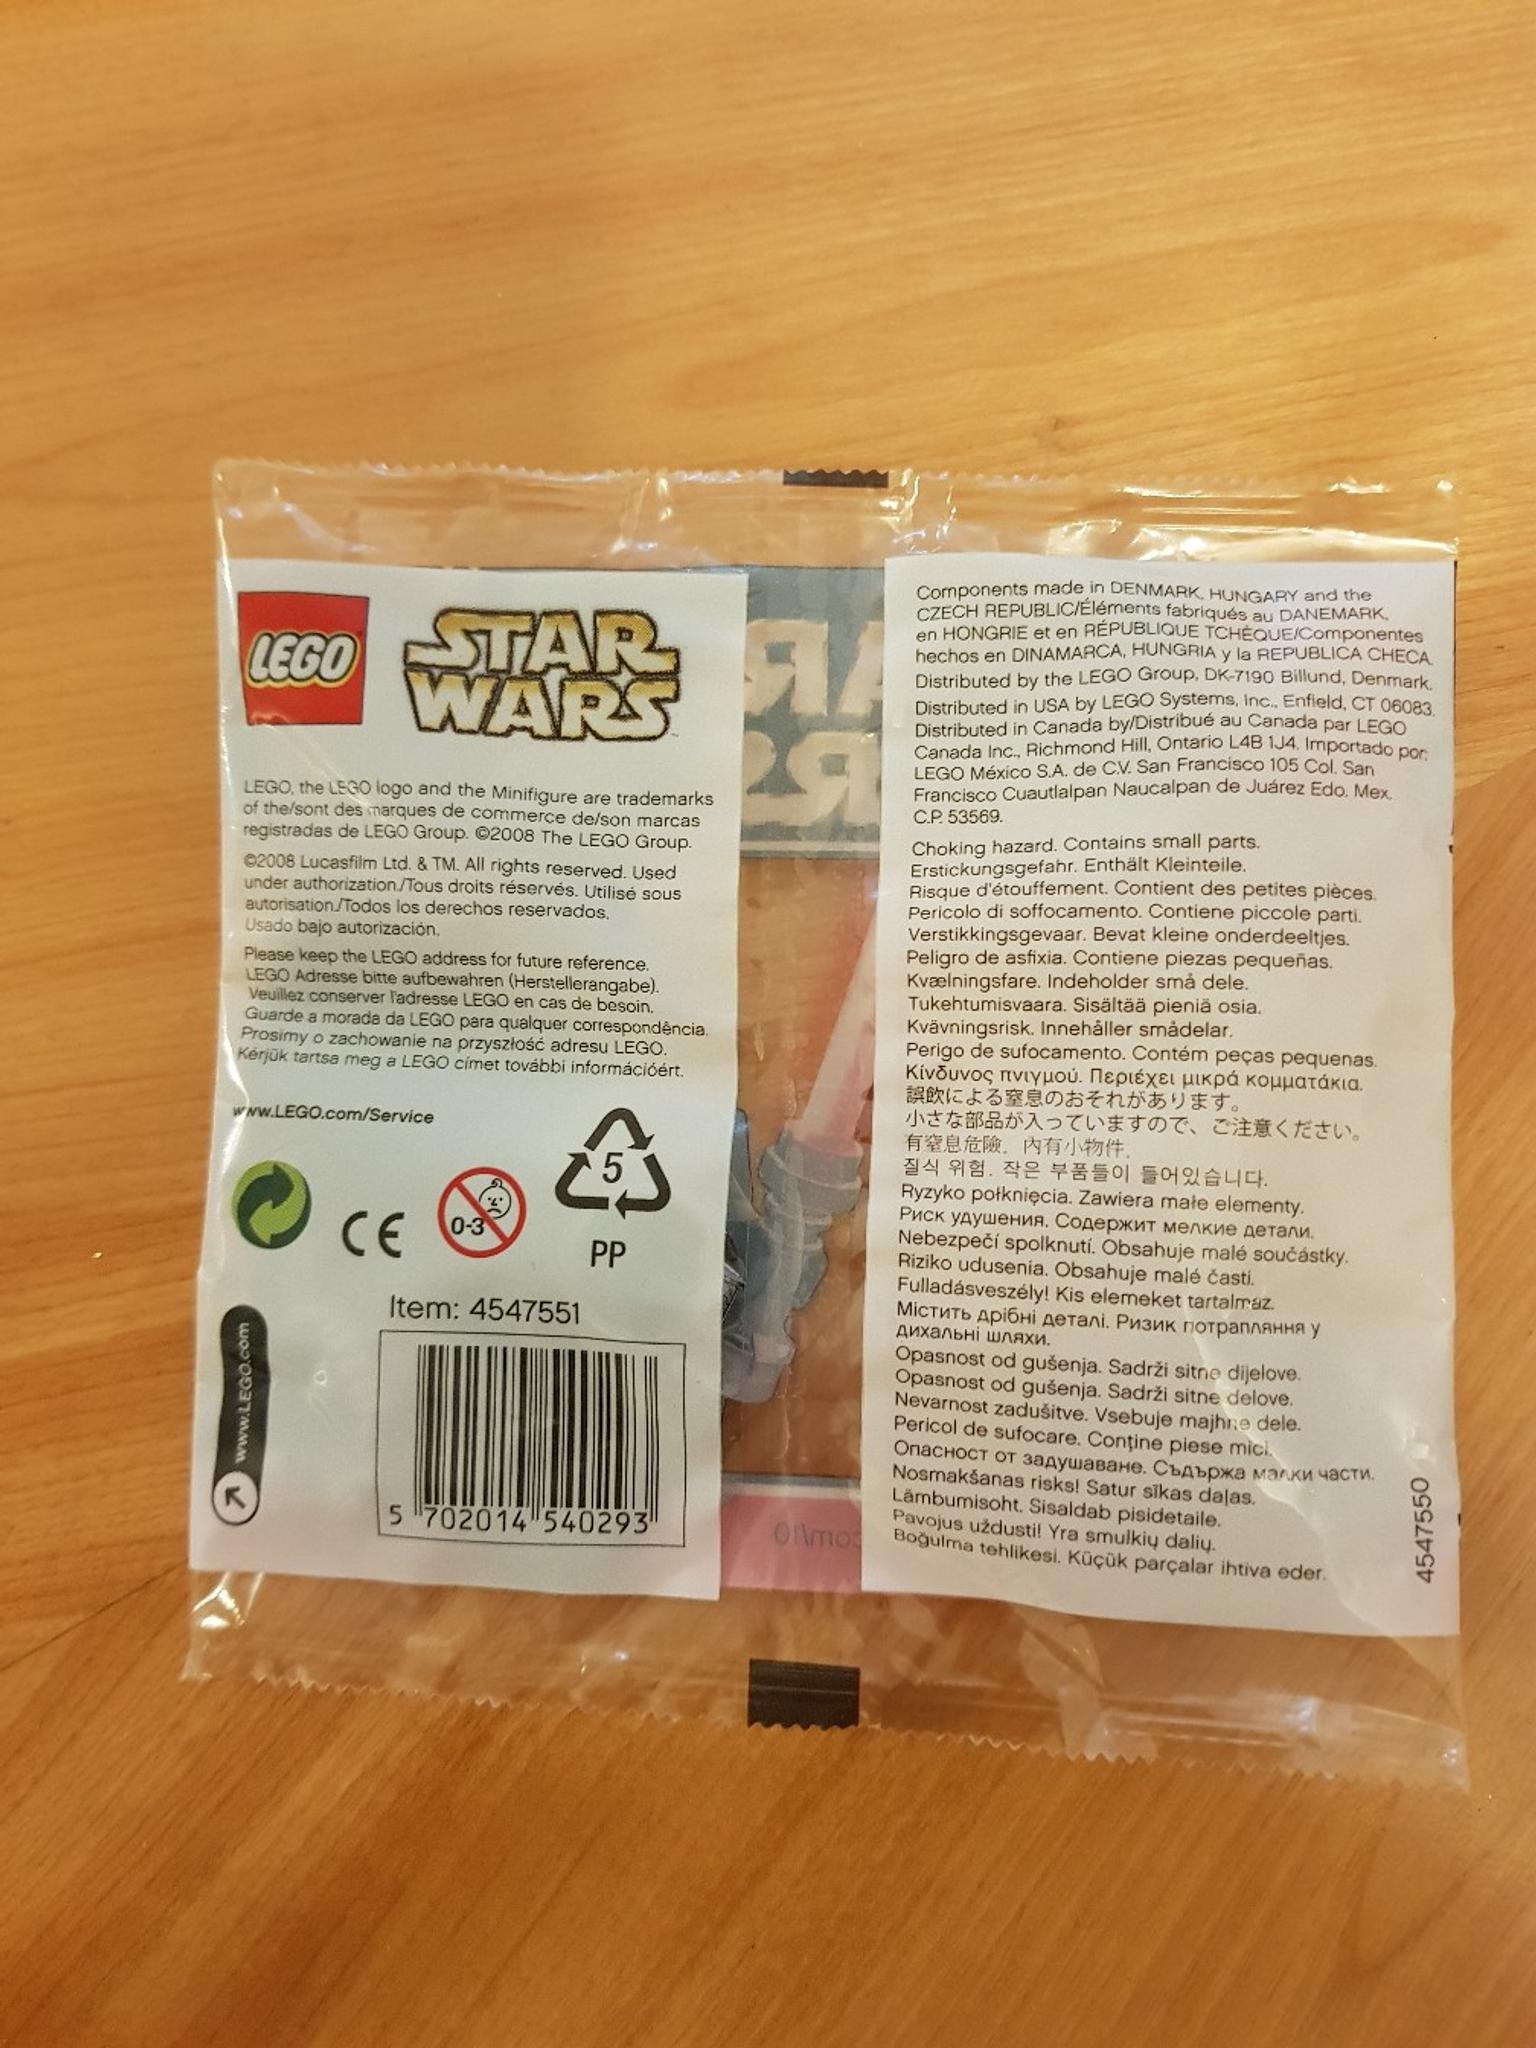 LEGO
STAR
WARS
LEGO, the LEGO logo and the Minifigure are trademarks
of the/sont des marques de commerce de/son marcas
registradas de LEGO Group. ©2008 The LEGO Group.
©2008 Lucasfilm Ltd. & TM. All rights reserved. Used
under authorization./Tous droits réservés. Utilisé sous
autorisation./Todos los derechos reservados.
Usado bajo autorización.
Please keep the LEGO address for future reference.
LEGO Adresse bitte aufbewahren (Herstellerangabe).
Veuillez conserver l'adresse LEGO en cas de besoin.
Guarde a morada da LEGO para qualquer correspondência.
Prosimy o zachowanie na przyszłość adresu LEGO.
Kérjük tartsa meg a LEGO címet további információért.
www.LEGO.com/Service
CE
0-3
5
PP
Item: 4547551
www.LEGO.com
5 702014 540293
Components made in DENMARK, HUNGARY and the
CZECH REPUBLIC/Éléments fabriqués au DANEMARK,
en HONGRIE et en RÉPUBLIQUE TCHÈQUE/Componentes
hechos en DINAMARCA, HUNGRIA y la REPUBLICA CHECA.
Distributed by the LEGO Group, DK-7190 Billund, Denmark.
Distributed in USA by LEGO Systems, Inc., Enfield, CT 06083.
Distributed in Canada by/Distribué au Canada par LEGO
Canada Inc., Richmond Hill, Ontario L4B 1J4. Importado por:
LEGO México S.A. de C.V. San Francisco 105 Col. San
Francisco Cuautlalpan Naucalpan de Juárez Edo. Mex.
C.P. 53569.
Choking hazard. Contains small parts.
Erstickungsgefahr. Enthält Kleinteile.
Risque d'étouffement. Contient des petites pièces.
Pericolo di soffocamento. Contiene piccole parti.
Verstikkingsgevaar. Bevat kleine onderdeeltjes.
Peligro de asfixia. Contiene piezas pequeñas.
Kvælningsfare. Indeholder små dele.
Tukehtumisvaara. Sisältää pieniä osia.
Kvävningsrisk. Innehåller smådelar.
Perigo de sufocamento. Contém peças pequenas.
Κίνδυνος πνιγμού. Περιέχει μικρά κομματάκια.
誤飲による窒息のおそれがあります。
小さな部品が入っていますので、ご注意ください。
有窒息危險．內有小物件．
질식 위험. 작은 부품들이 들어있습니다.
Ryzyko połknięcia. Zawiera małe elementy.
Риск удушения. Содержит мелкие детали.
Nebezpečí spolknutí. Obsahuje malé součástky.
Riziko udusenia. Obsahuje malé časti.
Fulladásveszély! Kis elemeket tartalmaz.
Містить дрібні деталі. Ризик потрапляння у
дихальні шляхи.
Opasnost od gušenja. Sadrži sitne dijelove.
Opasnost od gušenja. Sadrži sitne delove.
Nevarnost zadušitve. Vsebuje majhne dele.
Pericol de sufocare. Conţine piese mici.
Опасност от задушаване. Съдържа малки части.
Nosmakšanas risks! Satur sīkas daļas.
Lämbumisoht. Sisaldab pisidetaile.
Pavojus uždusti! Yra smulkių dalių.
Boğulma tehlikesi. Küçük parçalar ihtiva eder.
4547550